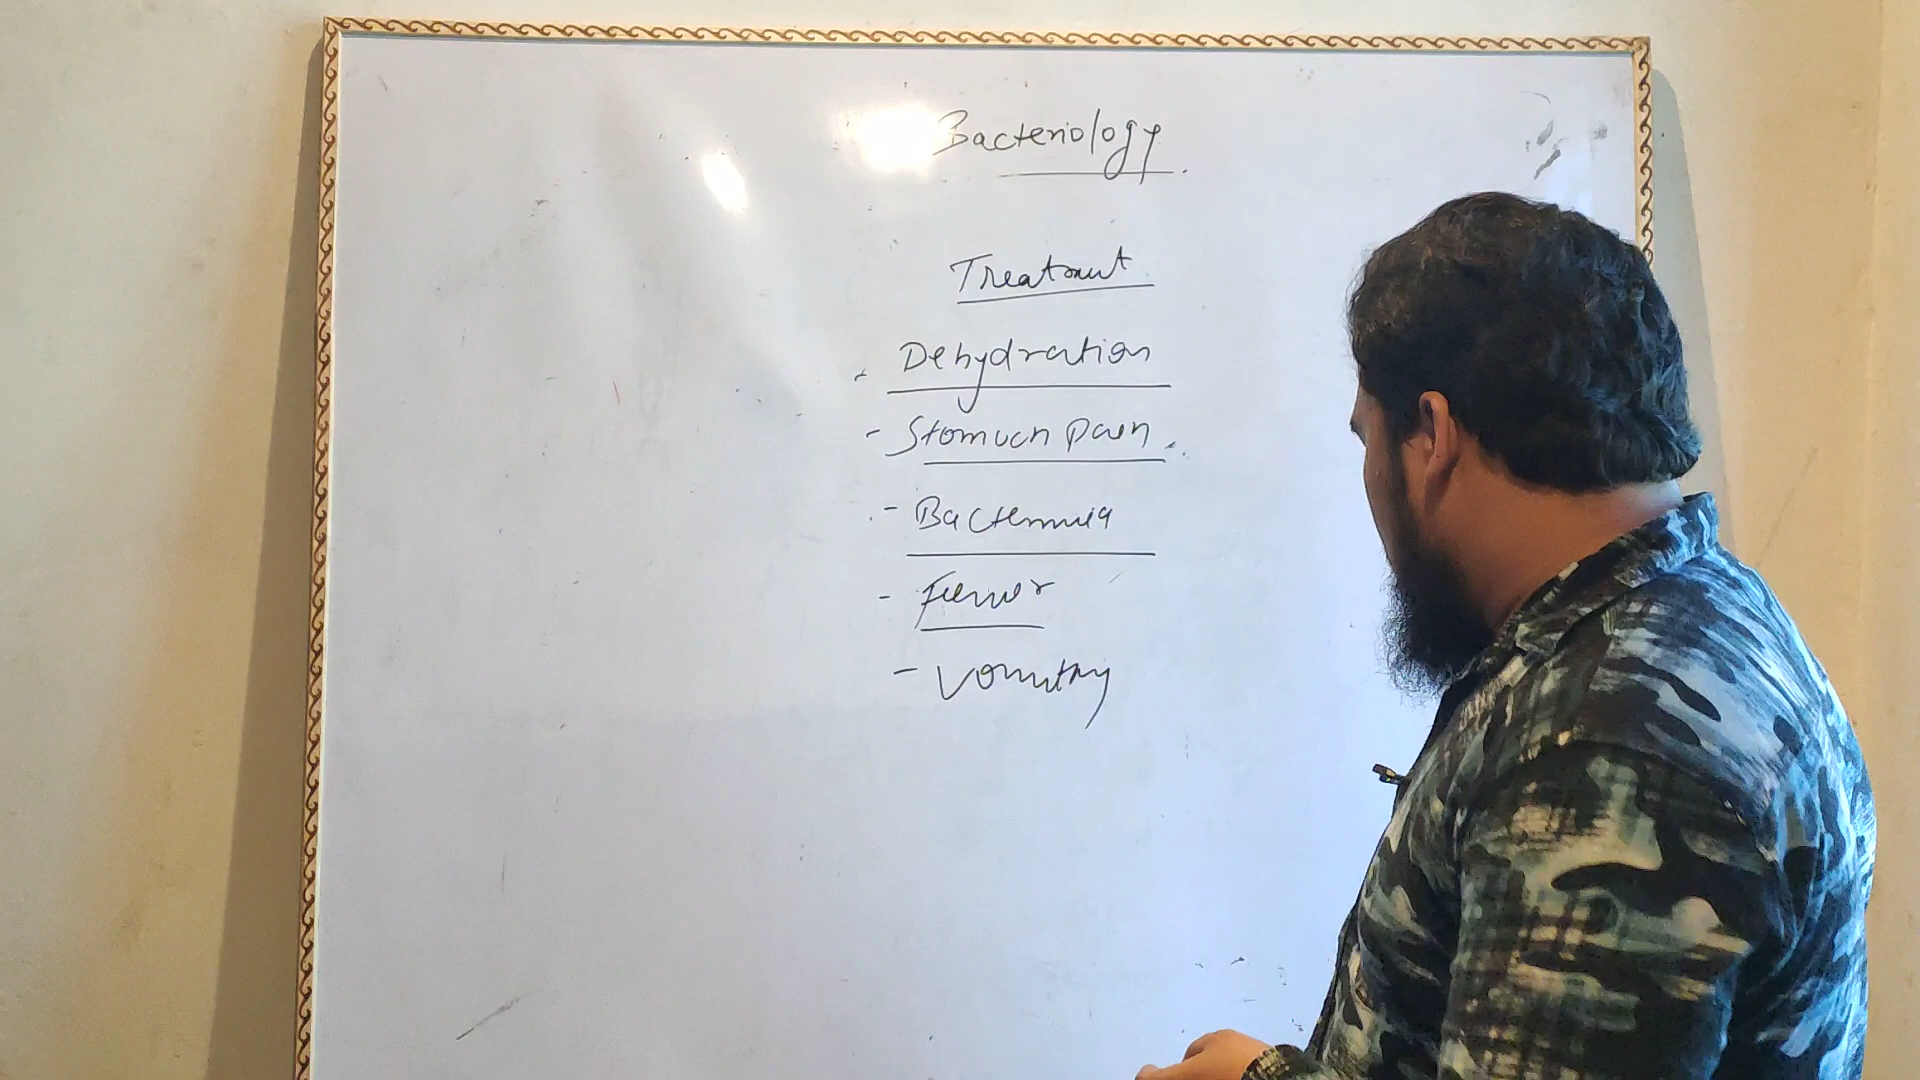 Bacteriology
Treatment
Dehydration
- Stomach Pain
- Bacteremia
- Fever
- Vomiting